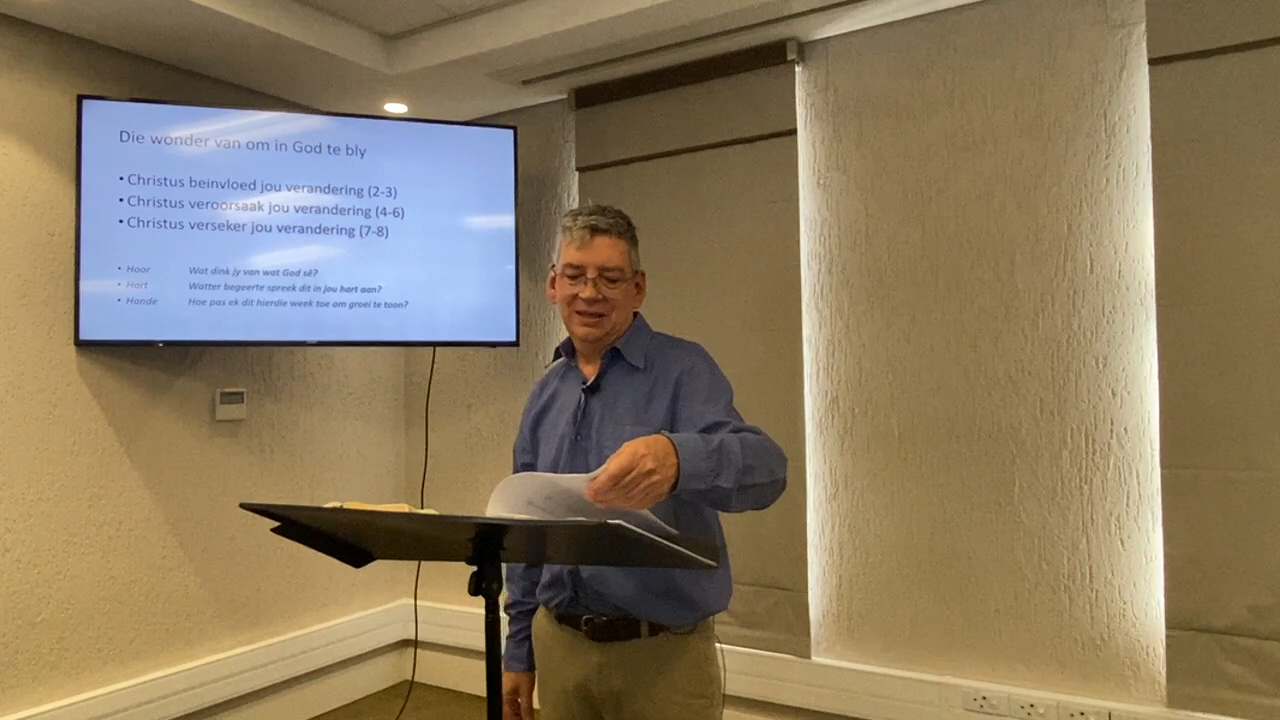 Die wonder van om in God te bly
• Christus beinvloed jou verandering (2-3)
• Christus veroorsaak jou verandering (4-6)
• Christus verseker jou verandering (7-8)
• Hoor Wat dink jy van wat God sê?
• Hart Watter begeerte spreek dit in jou hart aan?
• Hande Hoe pas ek dit hierdie week toe om groei te toon?